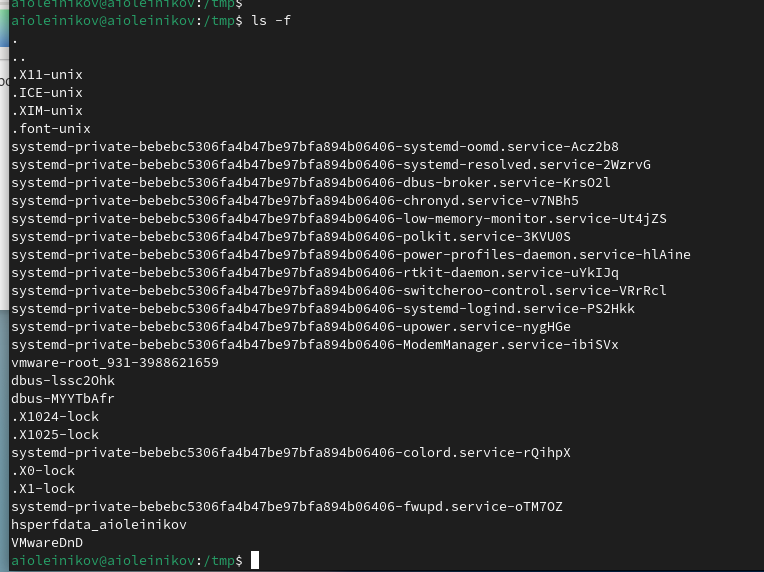 aioleinikov@aioleinikov:/tmp$
aioleinikov@aioleinikov:/tmp$ ls -f
.
..
.X11-unix
.ICE-unix
.XIM-unix
.font-unix
systemd-private-bebebc5306fa4b47be97bfa894b06406-systemd-oomd.service-Acz2b8
systemd-private-bebebc5306fa4b47be97bfa894b06406-systemd-resolved.service-2WzrvG
systemd-private-bebebc5306fa4b47be97bfa894b06406-dbus-broker.service-KrsO2l
systemd-private-bebebc5306fa4b47be97bfa894b06406-chronyd.service-v7NBh5
systemd-private-bebebc5306fa4b47be97bfa894b06406-low-memory-monitor.service-Ut4jZS
systemd-private-bebebc5306fa4b47be97bfa894b06406-polkit.service-3KVU0S
systemd-private-bebebc5306fa4b47be97bfa894b06406-power-profiles-daemon.service-hlAine
systemd-private-bebebc5306fa4b47be97bfa894b06406-rtkit-daemon.service-uYkIJq
systemd-private-bebebc5306fa4b47be97bfa894b06406-switcheroo-control.service-VRrRcl
systemd-private-bebebc5306fa4b47be97bfa894b06406-systemd-logind.service-PS2Hkk
systemd-private-bebebc5306fa4b47be97bfa894b06406-upower.service-nygHGe
systemd-private-bebebc5306fa4b47be97bfa894b06406-ModemManager.service-ibiSVx
vmware-root_931-3988621659
dbus-lssc2Ohk
dbus-MYYTbAfr
.X1024-lock
.X1025-lock
systemd-private-bebebc5306fa4b47be97bfa894b06406-colord.service-rQihpX
.X0-lock
.X1-lock
systemd-private-bebebc5306fa4b47be97bfa894b06406-fwupd.service-oTM7OZ
hsperfdata_aioleinikov
VMwareDnD
aioleinikov@aioleinikov:/tmp$